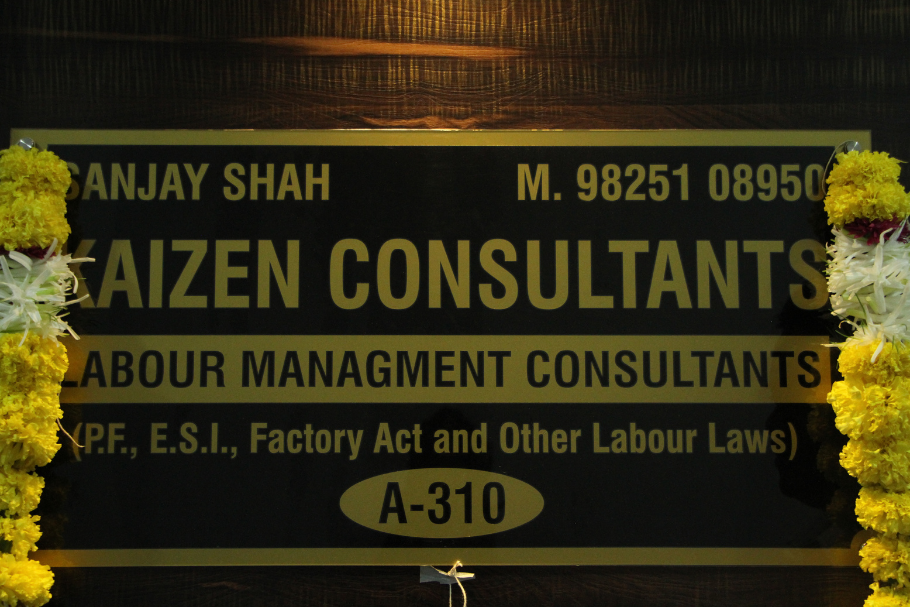 SANJAY SHAH M. 98251 08950
KAIZEN CONSULTANTS
LABOUR MANAGMENT CONSULTANTS
(P.F., E.S.I., Factory Act and Other Labour Laws)
A-310